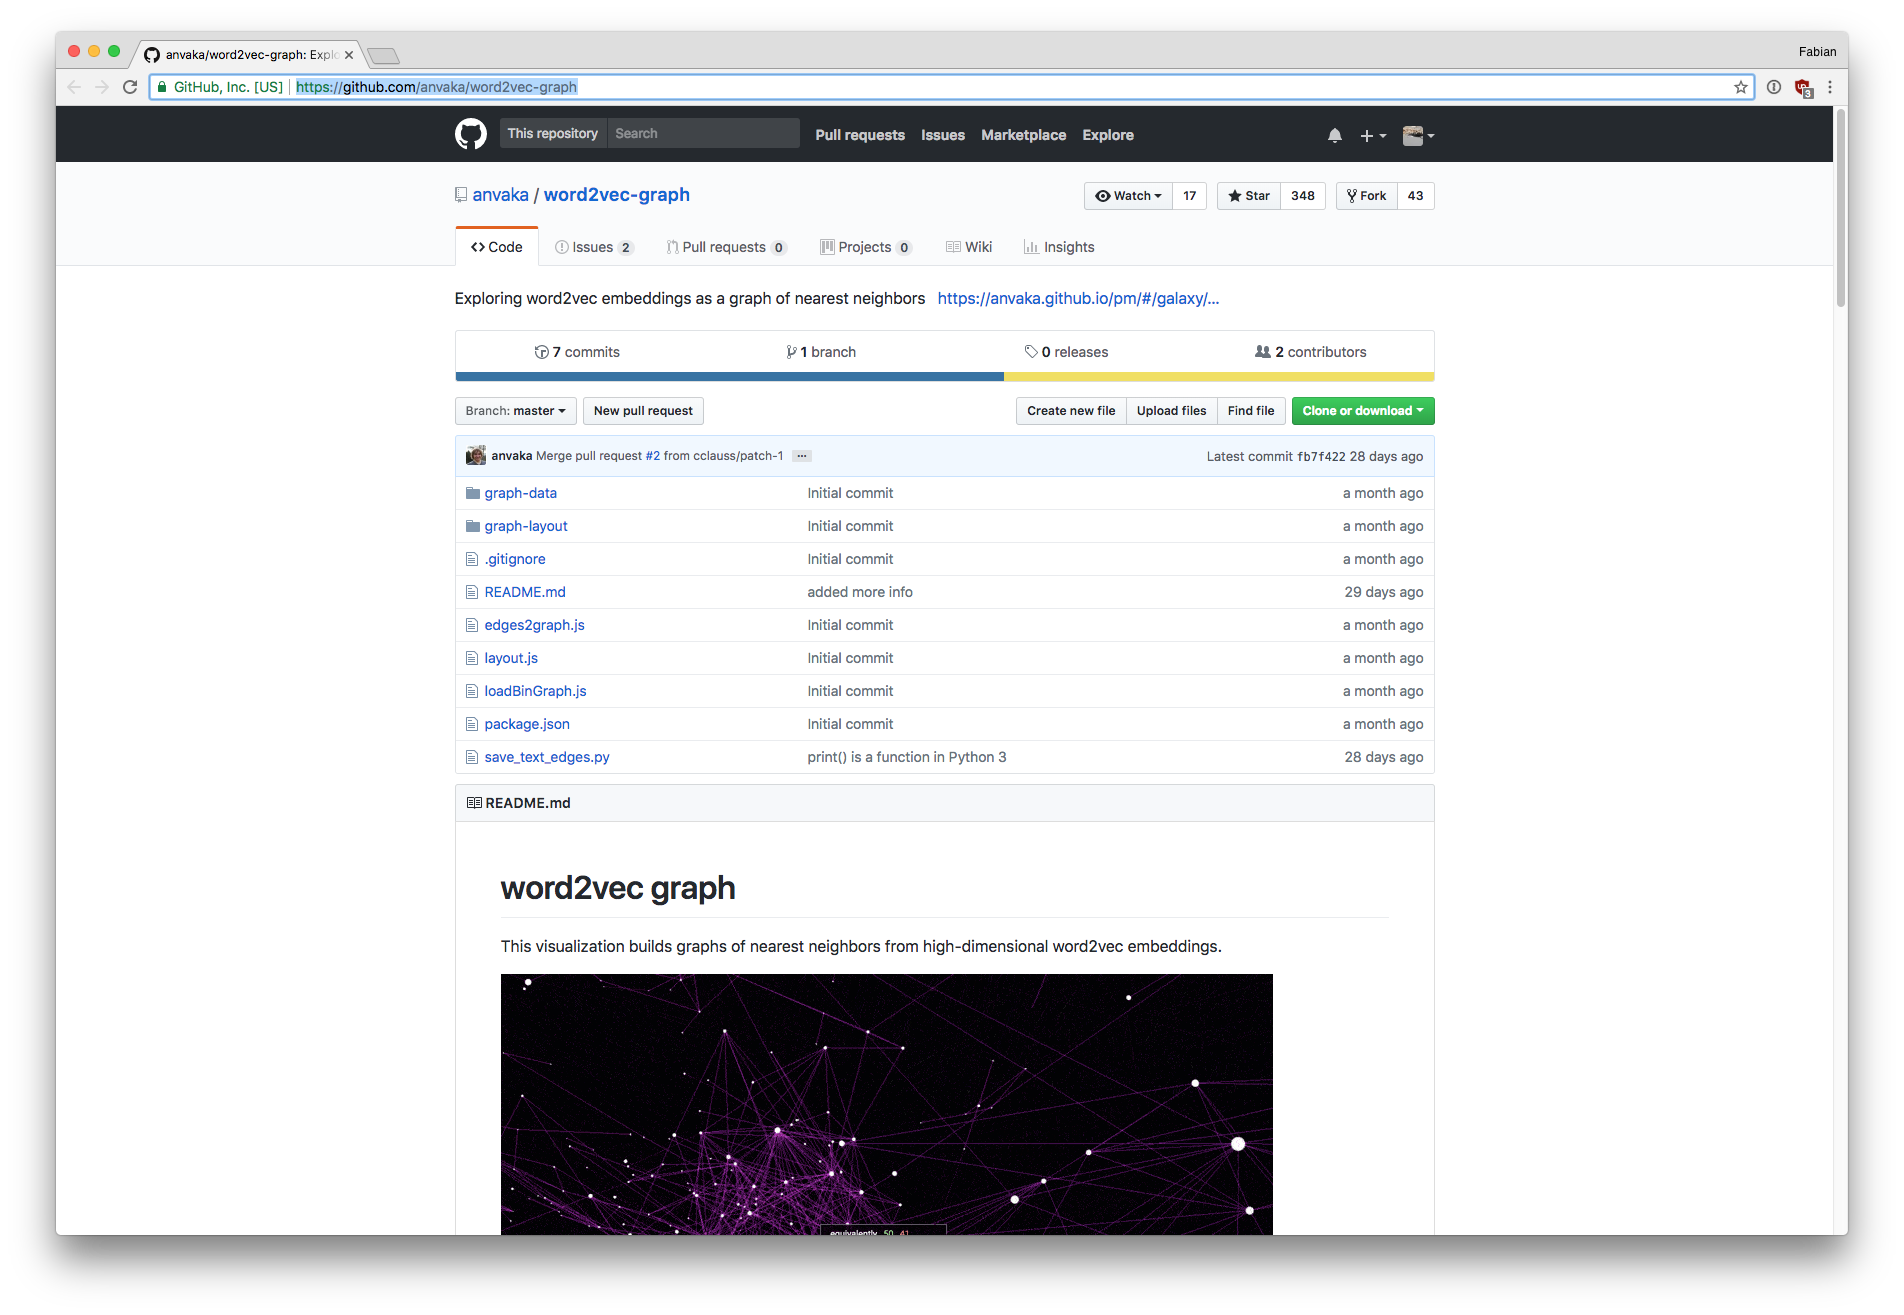 anvaka/word2vec-graph: Explo
Fabian
GitHub, Inc. [US] https://github.com/anvaka/word2vec-graph
3
This repository Search Pull requests Issues Marketplace Explore
anvaka / word2vec-graph Watch 17 Star 348 Fork 43
Code Issues 2 Pull requests 0 Projects 0 Wiki Insights
Exploring word2vec embeddings as a graph of nearest neighbors https://anvaka.github.io/pm/#/galaxy/...
7 commits 1 branch 0 releases 2 contributors
Branch: master New pull request Create new file Upload files Find file Clone or download
anvaka Merge pull request #2 from cclauss/patch-1 ... Latest commit fb7f422 28 days ago
graph-data Initial commit a month ago
graph-layout Initial commit a month ago
.gitignore Initial commit a month ago
README.md added more info 29 days ago
edges2graph.js Initial commit a month ago
layout.js Initial commit a month ago
loadBinGraph.js Initial commit a month ago
package.json Initial commit a month ago
save_text_edges.py print() is a function in Python 3 28 days ago
README.md
word2vec graph
This visualization builds graphs of nearest neighbors from high-dimensional word2vec embeddings.
equivalently 50 41